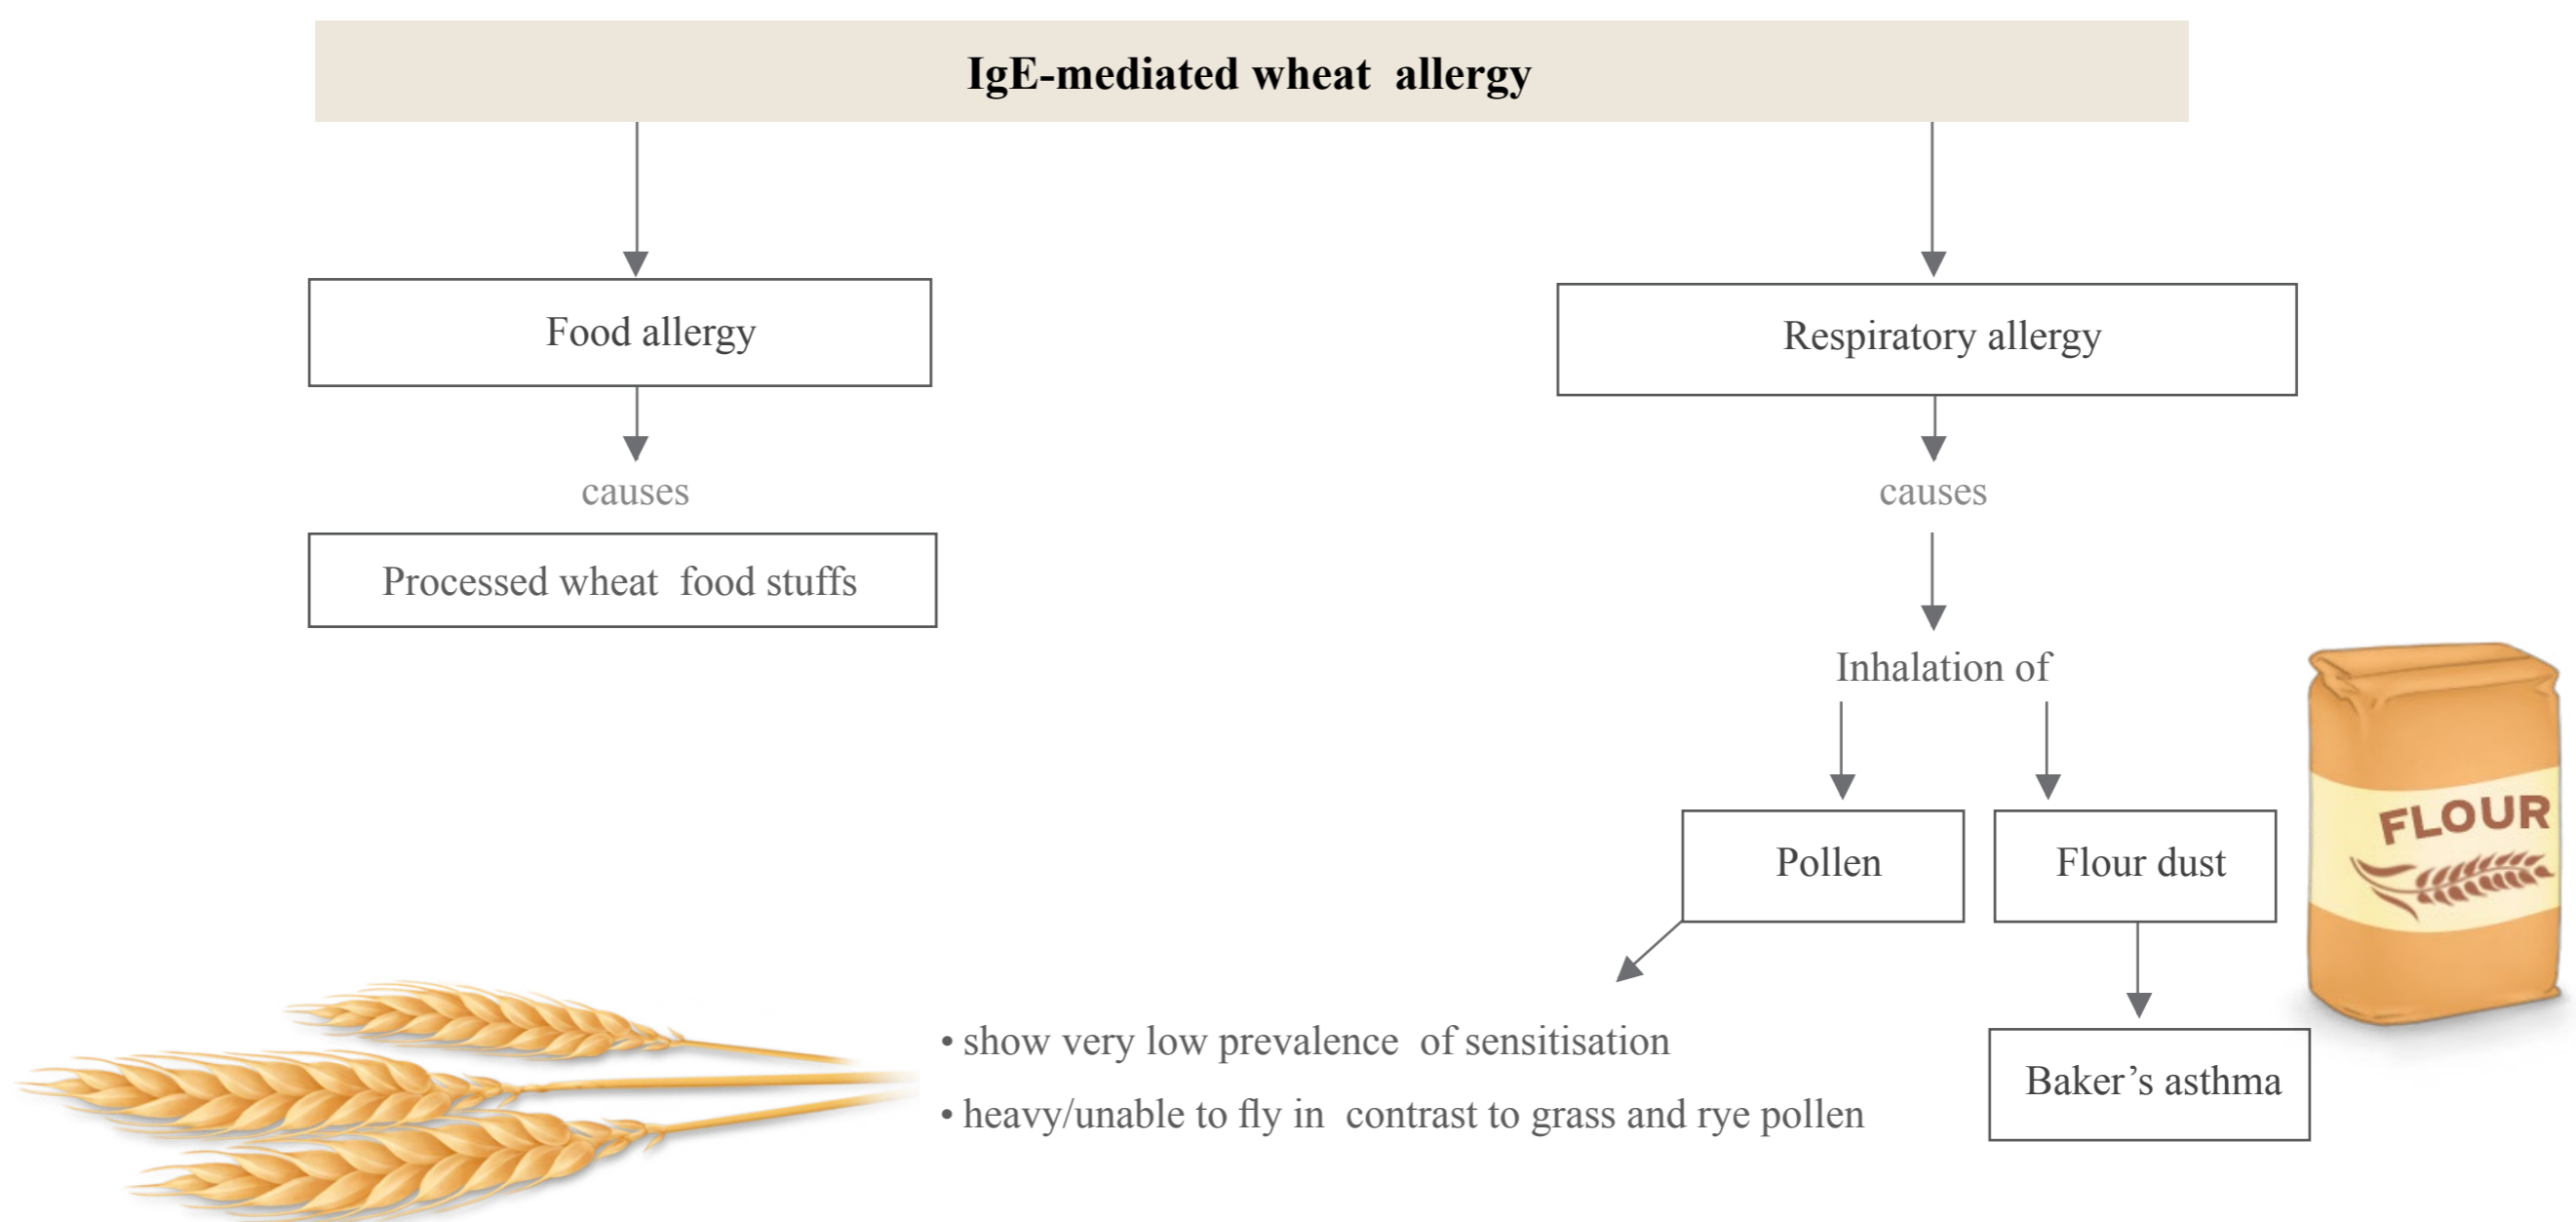 IgE-mediated wheat allergy
Food allergy
Respiratory allergy
causes
causes
Processed wheat food stuffs
Inhalation of
FLOUR
Pollen
Flour dust
• show very low prevalence of sensitisation
• heavy/unable to fly in contrast to grass and rye pollen
Baker’s asthma